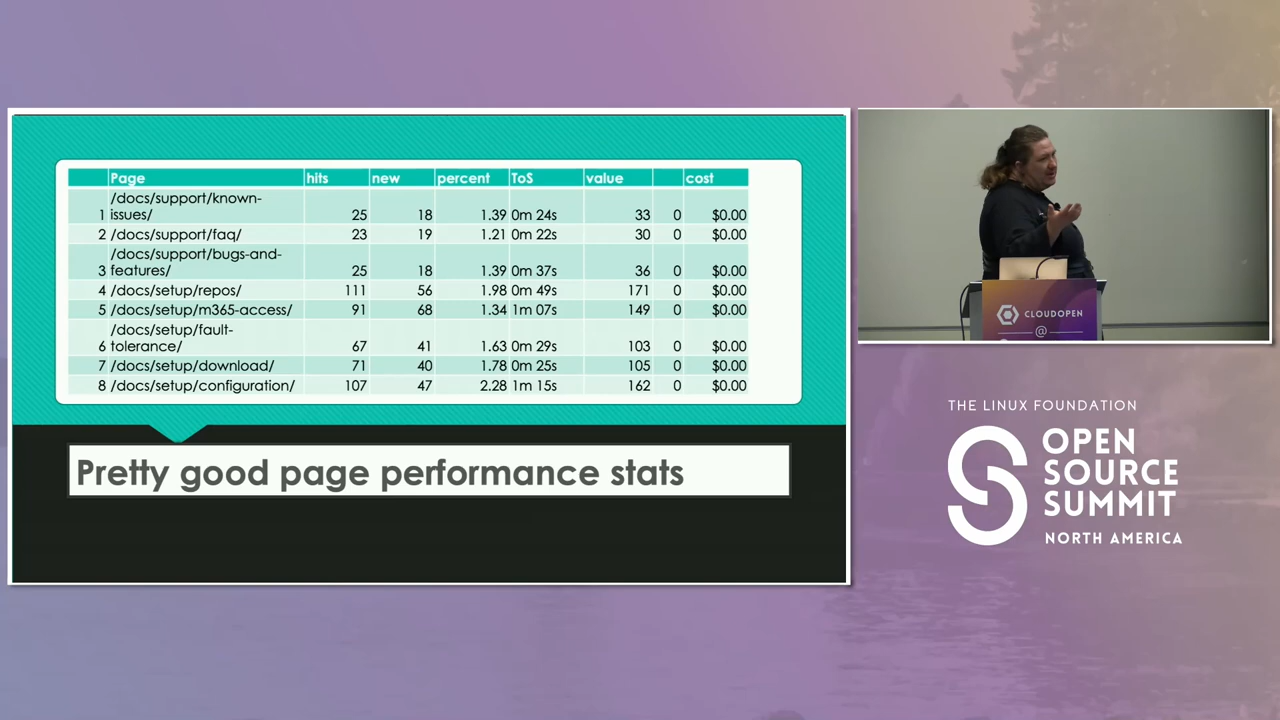 Page hits new percent ToS value cost
/docs/support/known-
1 issues/ 25 18 1.39 0m 24s 33 0 $0.00
2 /docs/support/faq/ 23 19 1.21 0m 22s 30 0 $0.00
/docs/support/bugs-and-
3 features/ 25 18 1.39 0m 37s 36 0 $0.00
4 /docs/setup/repos/ 111 56 1.98 0m 49s 171 0 $0.00
5 /docs/setup/m365-access/ 91 68 1.34 1m 07s 149 0 $0.00
/docs/setup/fault-
6 tolerance/ 67 41 1.63 0m 29s 103 0 $0.00
7 /docs/setup/download/ 71 40 1.78 0m 25s 105 0 $0.00
8 /docs/setup/configuration/ 107 47 2.28 1m 15s 162 0 $0.00
Pretty good page performance stats
CLOUDOPEN
@
THE LINUX FOUNDATION
OPEN
SOURCE
SUMMIT
NORTH AMERICA